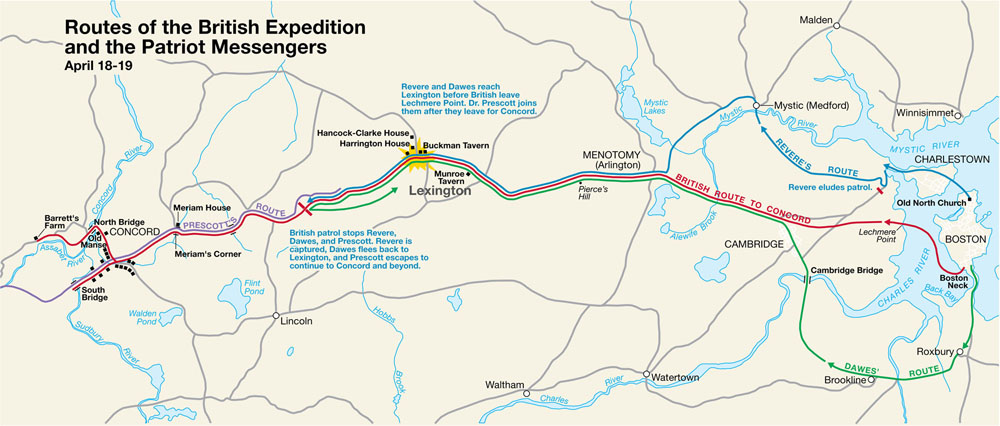 Routes of the British Expedition
and the Patriot Messengers
April 18-19
Malden
Revere and Dawes reach
Lexington before British leave
Lechmere Point. Dr. Prescott joins
them after they leave for Concord.
Mystic
Lakes
Mystic
River
Mystic (Medford)
Winnisimmet
Hancock-Clarke House
Harrington House
Buckman Tavern
MYSTIC RIVER
CHARLESTOWN
MENOTOMY
(Arlington)
REVERE'S ROUTE
Revere eludes patrol.
Concord
River
Munroe
Tavern
Lexington
Pierce's
Hill
BRITISH ROUTE TO CONCORD
Old North Church
Meriam House
PRESCOTT'S ROUTE
Barrett's
Farm
North Bridge
CONCORD
Old
Manse
Assabet
River
Alewife Brook
Lechmere
Point
BOSTON
CAMBRIDGE
British patrol stops Revere,
Dawes, and Prescott. Revere is
captured, Dawes flees back to
Lexington, and Prescott escapes to
continue to Concord and beyond.
Meriam's Corner
Cambridge Bridge
CHARLES RIVER
Back Bay
Boston
Neck
South
Bridge
Flint
Pond
Walden
Pond
Lincoln
Hobbs
Brook
Sudbury
River
Roxbury
DAWES' ROUTE
Brookline
Watertown
Waltham
Charles
River